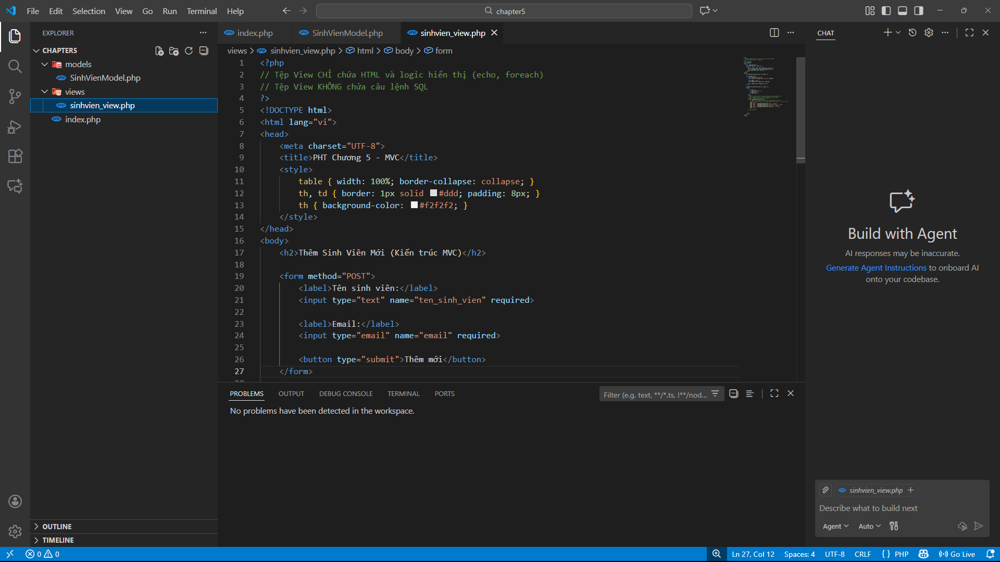 File Edit Selection View Go Run Terminal Help
chapter5
EXPLORER
CHAPTER5
models
SinhVienModel.php
views
sinhvien_view.php
index.php
OUTLINE
TIMELINE
index.php
SinhVienModel.php
sinhvien_view.php
views > sinhvien_view.php > html > body > form
1 <?php
2 // Tệp View CHỈ chứa HTML và logic hiển thị (echo, foreach)
3 // Tệp View KHÔNG chứa câu lệnh SQL
4 ?>
5 <!DOCTYPE html>
6 <html lang="vi">
7 <head>
8 <meta charset="UTF-8">
9 <title>PHT Chương 5 - MVC</title>
10 <style>
11 table { width: 100%; border-collapse: collapse; }
12 th, td { border: 1px solid #ddd; padding: 8px; }
13 th { background-color: #f2f2f2; }
14 </style>
15 </head>
16 <body>
17 <h2>Thêm Sinh Viên Mới (Kiến trúc MVC)</h2>
18
19 <form method="POST">
20 <label>Tên sinh viên:</label>
21 <input type="text" name="ten_sinh_vien" required>
22
23 <label>Email:</label>
24 <input type="email" name="email" required>
25
26 <button type="submit">Thêm mới</button>
27 </form>
PROBLEMS OUTPUT DEBUG CONSOLE TERMINAL PORTS
Filter (e.g. text, **/*.ts, !**/nod...
No problems have been detected in the workspace.
CHAT
Build with Agent
AI responses may be inaccurate.
Generate Agent Instructions to onboard AI
onto your codebase.
sinhvien_view.php
Describe what to build next
Agent Auto
0 0
Ln 27, Col 12 Spaces: 4 UTF-8 CRLF { } PHP Go Live